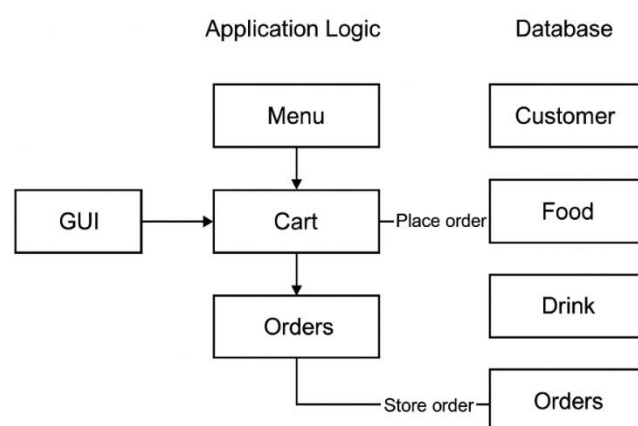 Application Logic
Database
Menu
Customer
GUI
Cart
Place order
Food
Orders
Drink
Store order
Orders